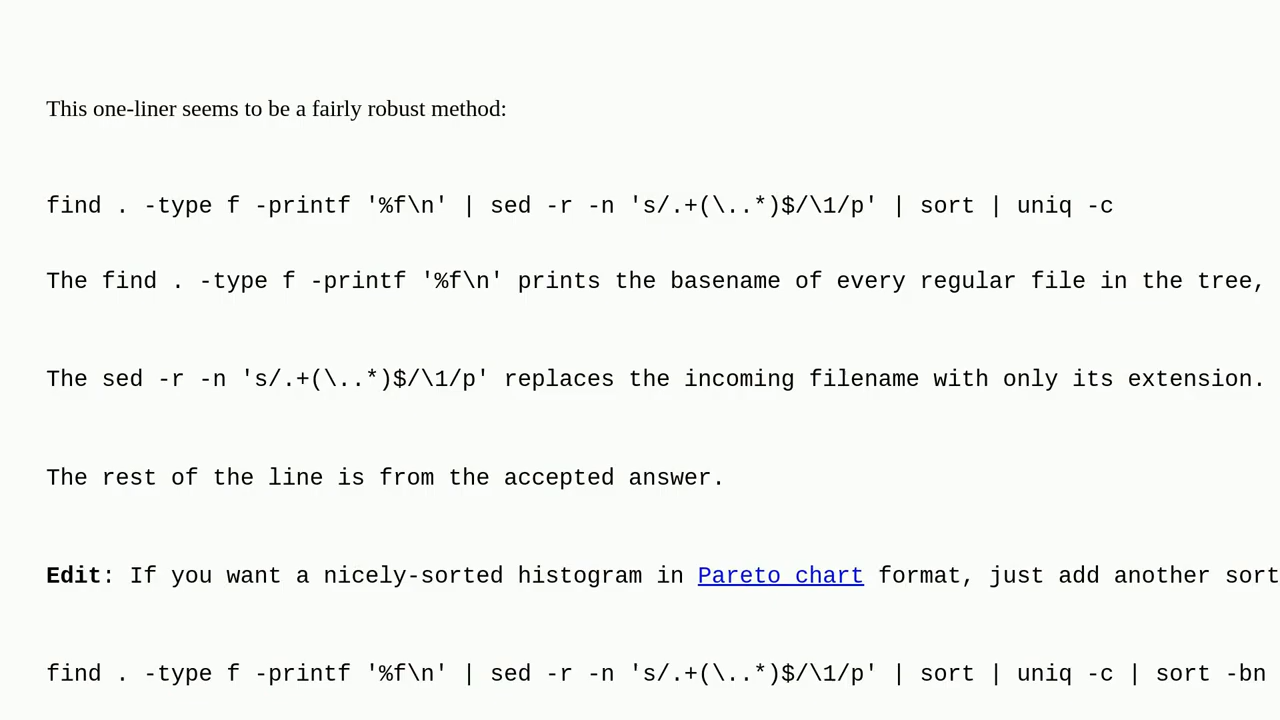 This one-liner seems to be a fairly robust method:
find . -type f -printf '%f\n' | sed -r -n 's/.+(\..*)$/\1/p' | sort | uniq -c
The find . -type f -printf '%f\n' prints the basename of every regular file in the tree,
The sed -r -n 's/.+(\..*)$/\1/p' replaces the incoming filename with only its extension.
The rest of the line is from the accepted answer.
Edit: If you want a nicely-sorted histogram in Pareto chart format, just add another sort
find . -type f -printf '%f\n' | sed -r -n 's/.+(\..*)$/\1/p' | sort | uniq -c | sort -bn